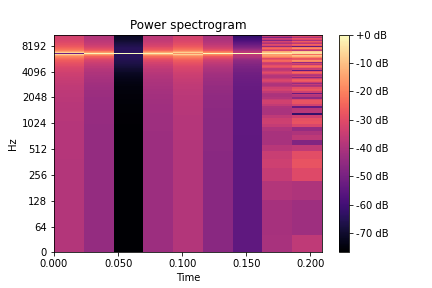 Power spectrogram
8192
4096
2048
1024
512
256
128
64
0
Hz
0.000 0.050 0.100 0.150 0.200
Time
+0 dB
-10 dB
-20 dB
-30 dB
-40 dB
-50 dB
-60 dB
-70 dB